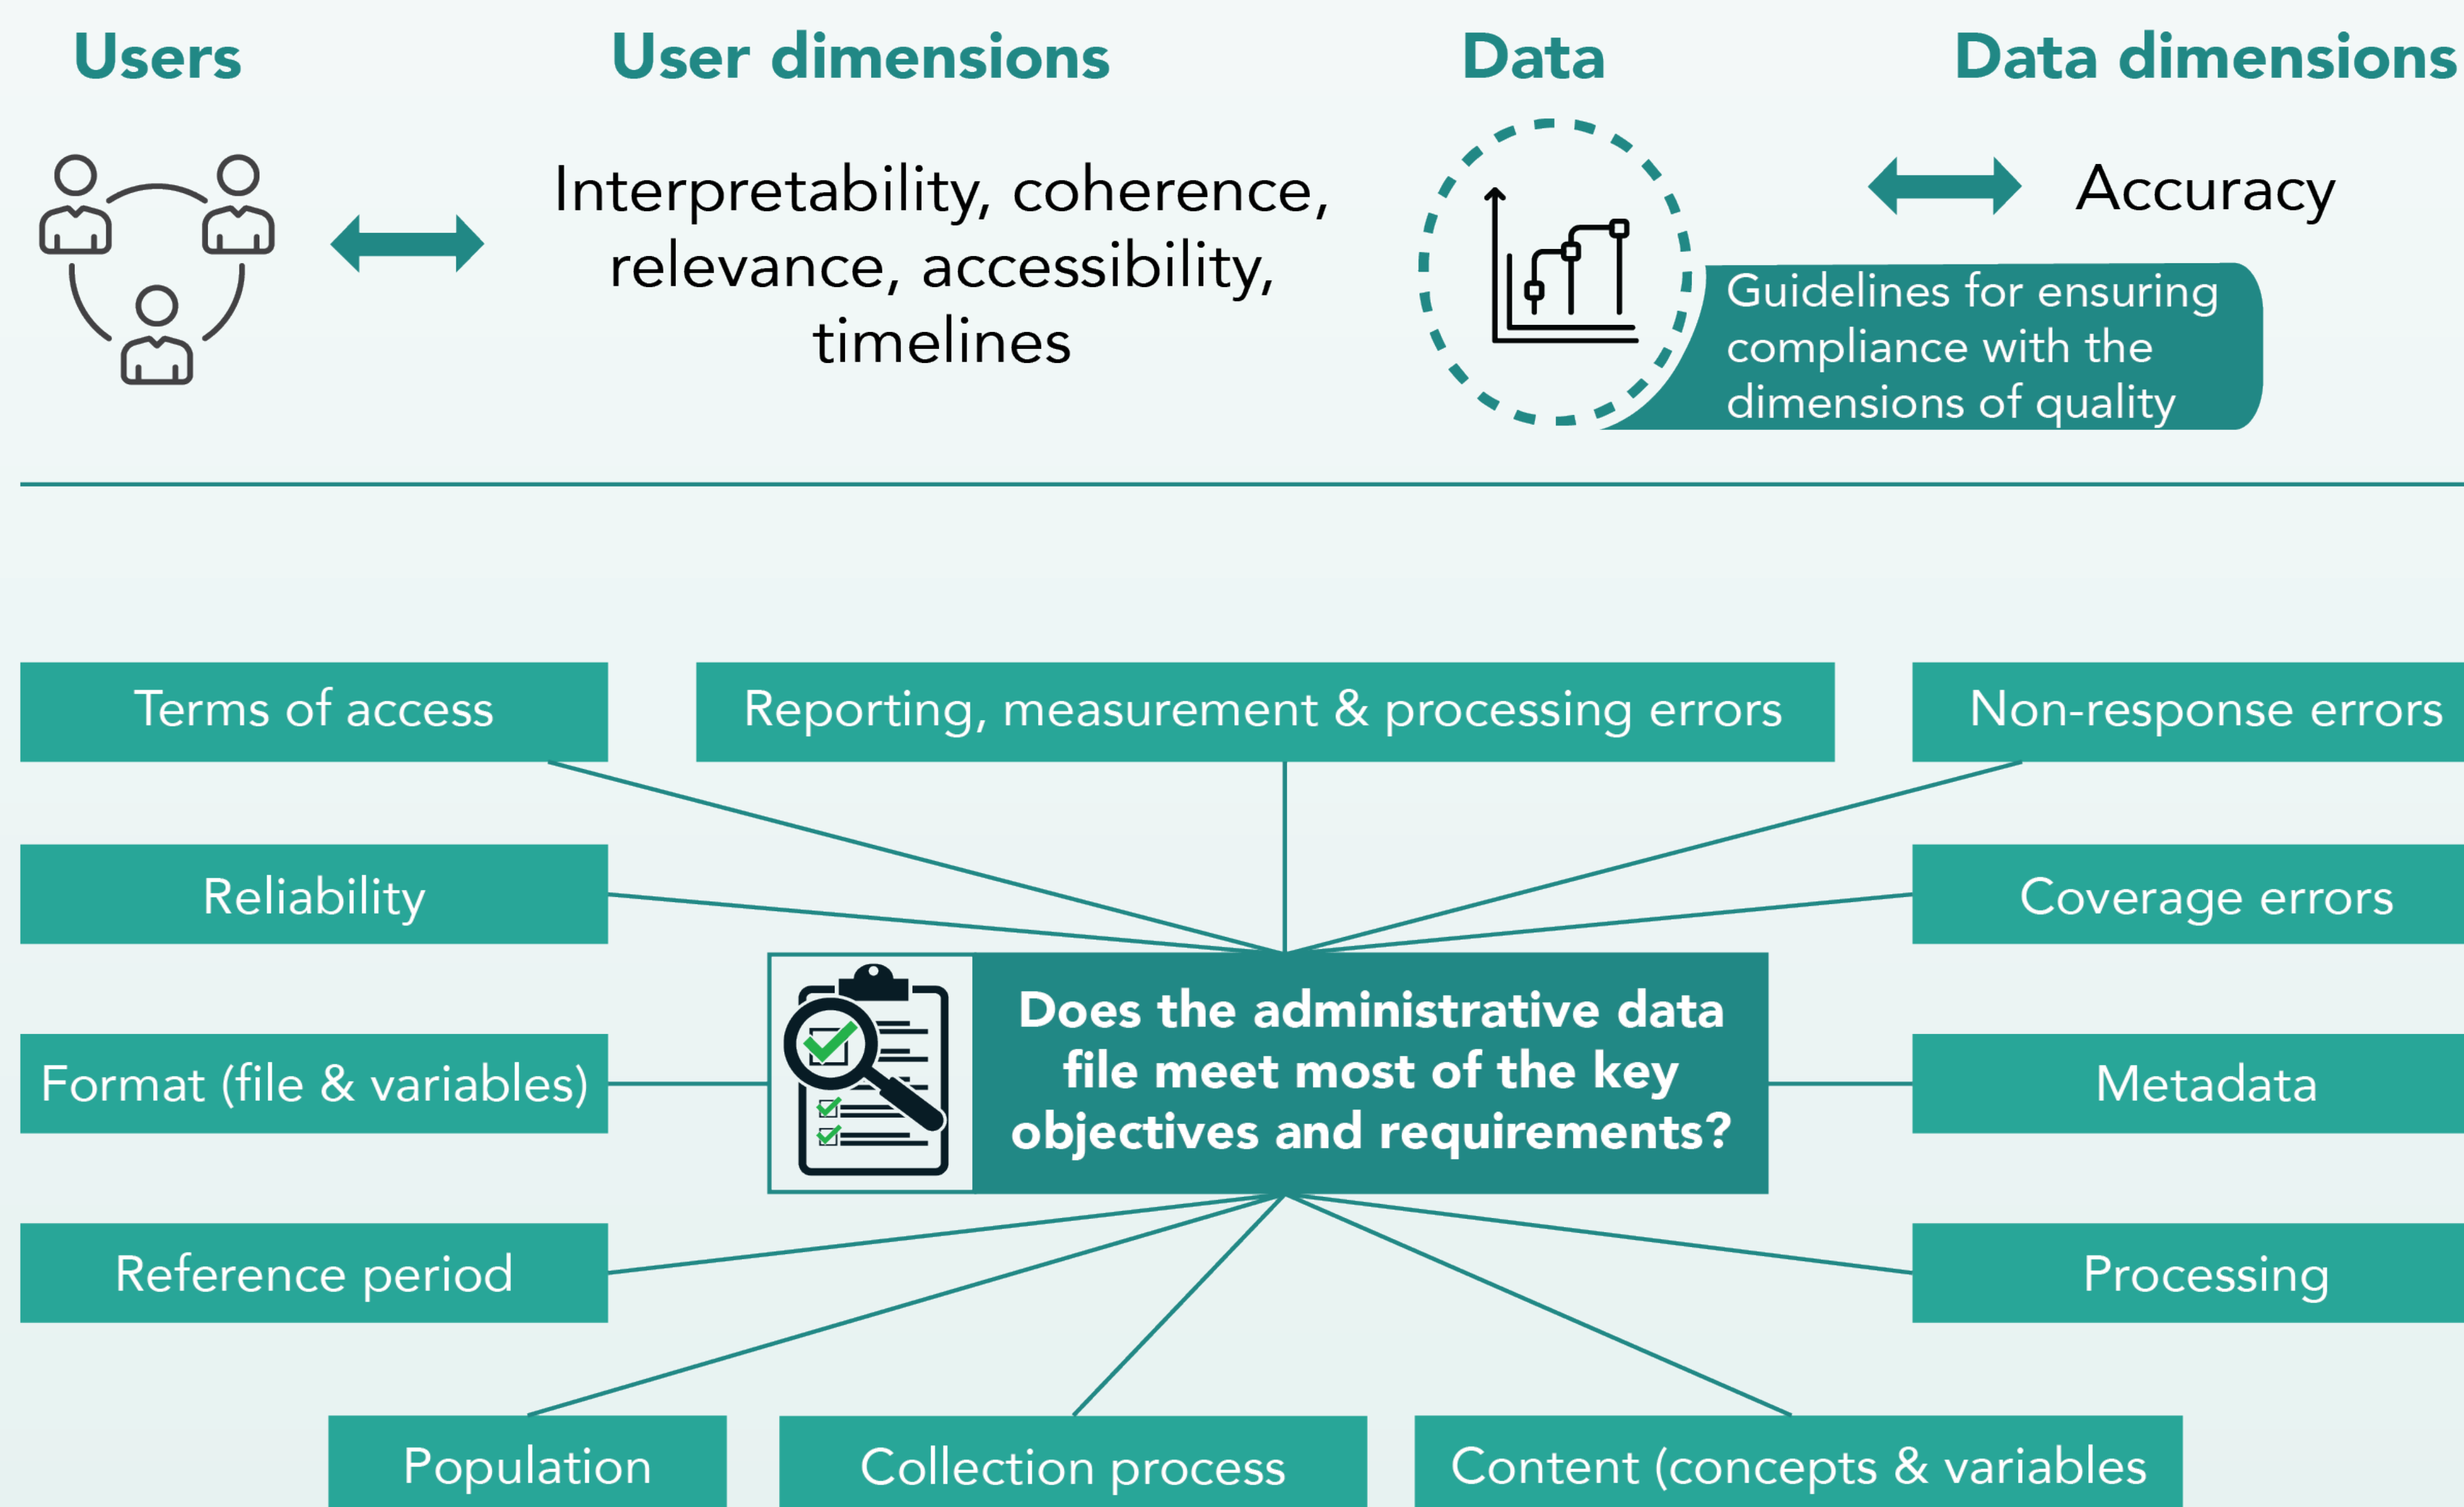 Users
User dimensions
Data
Data dimensions
Interpretability, coherence,
relevance, accessibility,
timelines
Accuracy
Guidelines for ensuring
compliance with the
dimensions of quality
Terms of access
Reporting, measurement & processing errors
Non-response errors
Reliability
Coverage errors
Does the administrative data
file meet most of the key
objectives and requirements?
Format (file & variables)
Metadata
Reference period
Processing
Population
Collection process
Content (concepts & variables